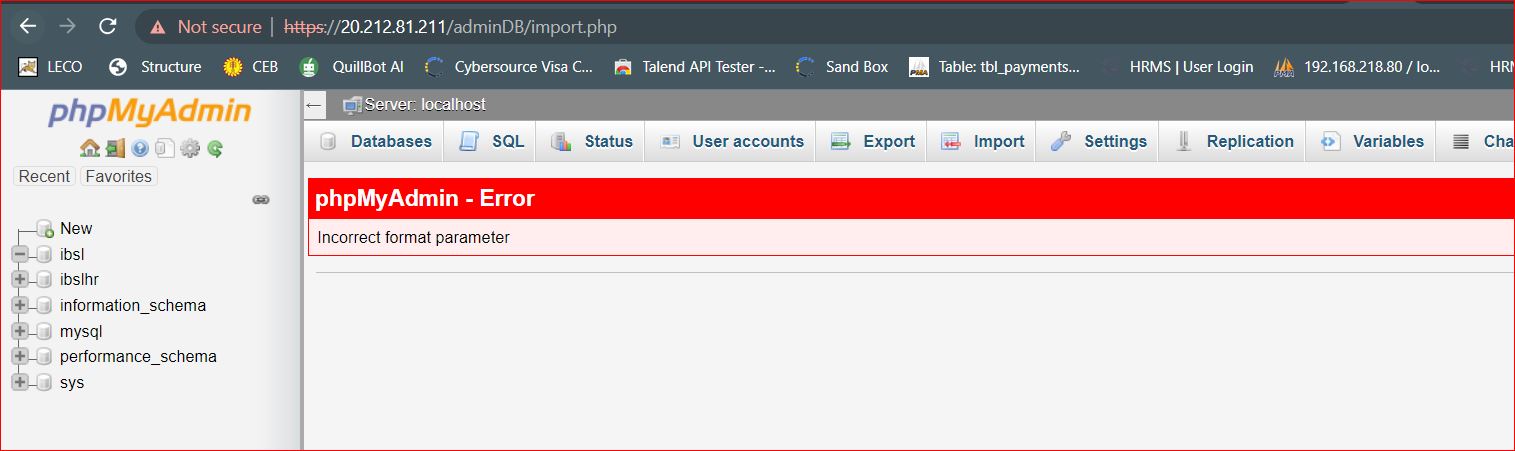 Not secure | https://20.212.81.211/adminDB/import.php
LECO Structure CEB QuillBot AI Cybersource Visa C... Talend API Tester -... Sand Box PMA Table: tbl_payments... HRMS | User Login PMA 192.168.218.80 / lo... HRM
phpMyAdmin
Recent Favorites
New
ibsl
ibslhr
information_schema
mysql
performance_schema
sys
Server: localhost
Databases SQL Status User accounts Export Import Settings Replication Variables Cha
phpMyAdmin - Error
Incorrect format parameter